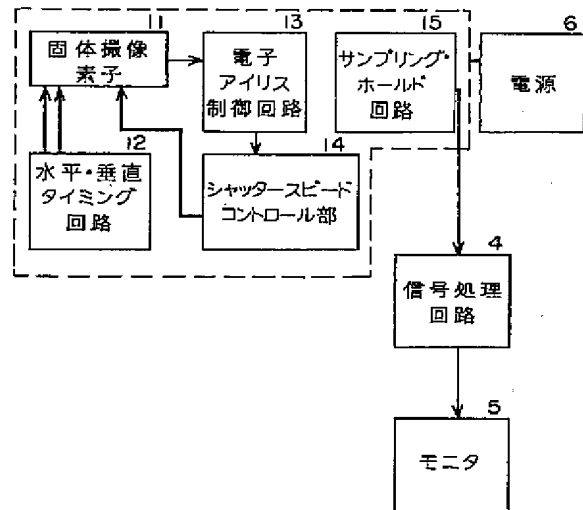 11
固体撮像
素子
13
電子
アイリス
制御回路
15
サンプリング・
ホールド
回路
6
電源
12
水平・垂直
タイミング
回路
14
シャッタースピード
コントロール部
4
信号処理
回路
5
モニタ